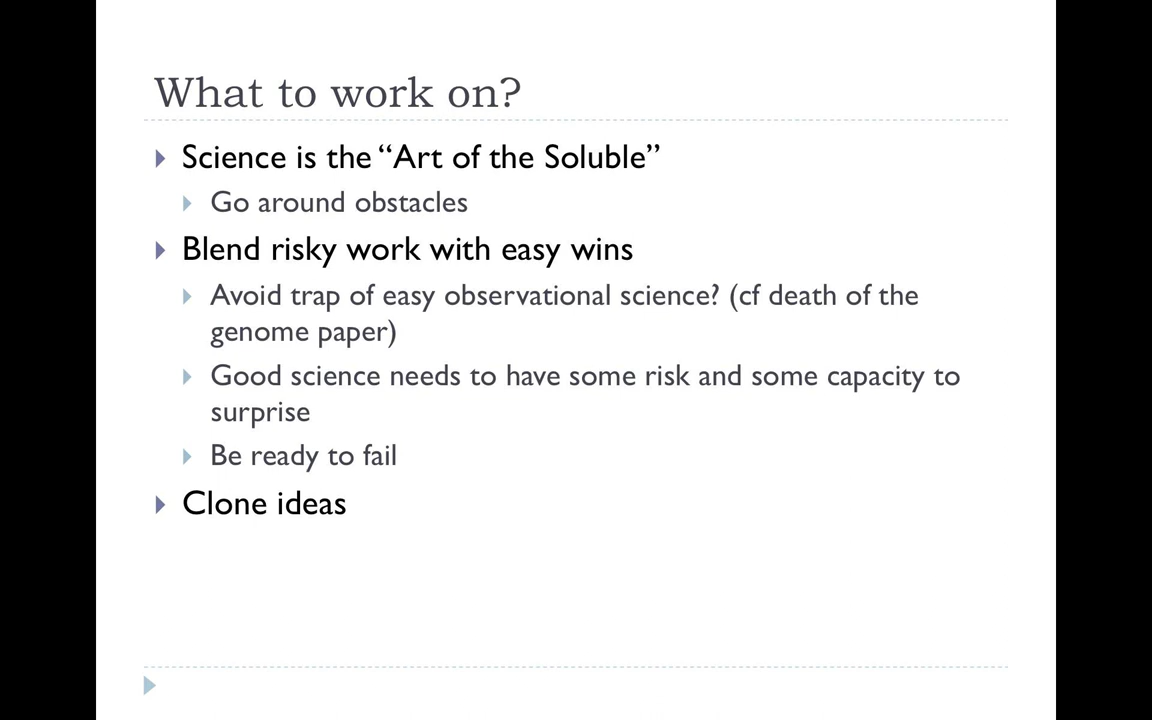 What to work on?
Science is the “Art of the Soluble”
Go around obstacles
Blend risky work with easy wins
Avoid trap of easy observational science? (cf death of the
genome paper)
Good science needs to have some risk and some capacity to
surprise
Be ready to fail
Clone ideas